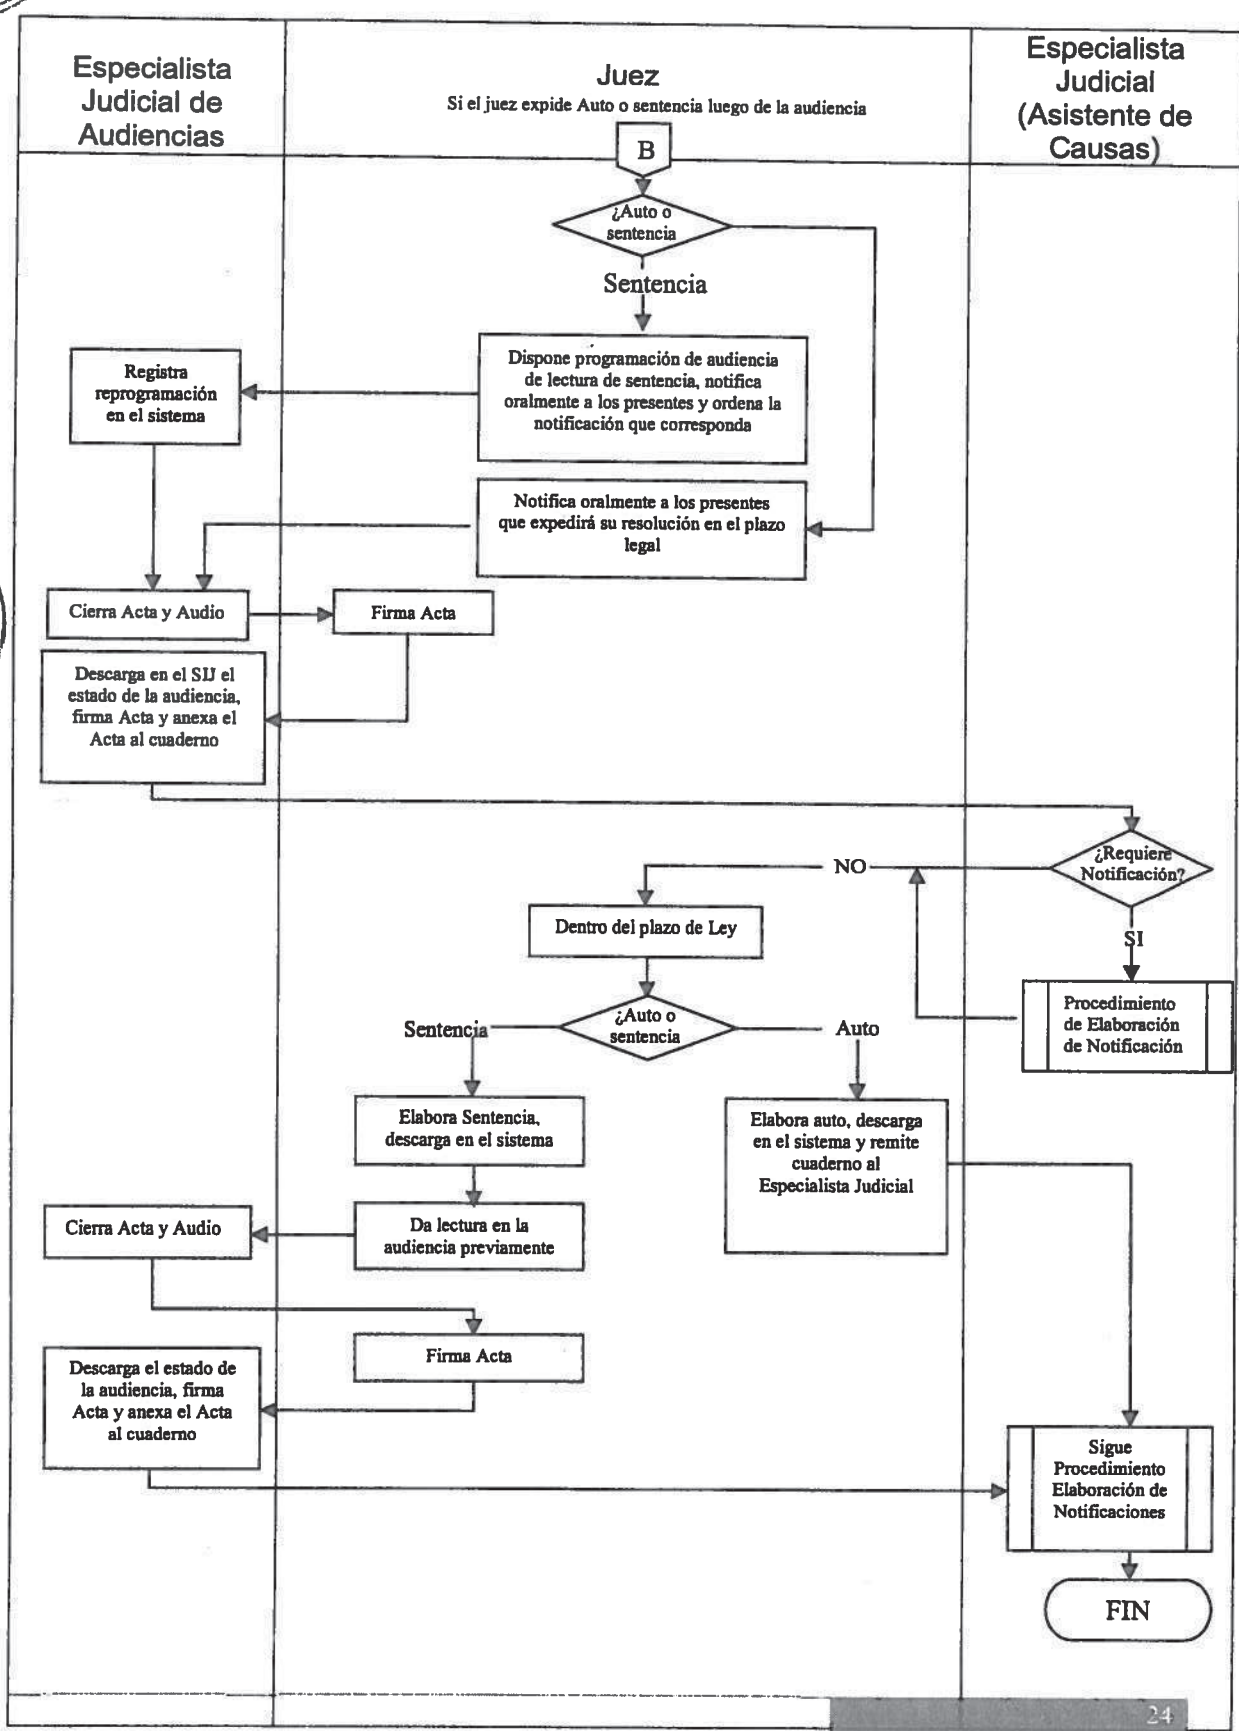 Especialista
Judicial de
Audiencias
Juez
Si el juez expide Auto o sentencia luego de la audiencia
Especialista
Judicial
(Asistente de
Causas)
B
¿Auto o
sentencia
Sentencia
Dispone programación de audiencia
de lectura de sentencia, notifica
oralmente a los presentes y ordena la
notificación que corresponda
Registra
reprogramación
en el sistema
Notifica oralmente a los presentes
que expedirá su resolución en el plazo
legal
Cierra Acta y Audio
Firma Acta
Descarga en el SIJ el
estado de la audiencia,
firma Acta y anexa el
Acta al cuaderno
¿Requiere
Notificación?
NO
SI
Dentro del plazo de Ley
Procedimiento
de Elaboración
de Notificación
¿Auto o
sentencia
Sentencia
Auto
Elabora Sentencia,
descarga en el sistema
Elabora auto, descarga
en el sistema y remite
cuaderno al
Especialista Judicial
Da lectura en la
audiencia previamente
Cierra Acta y Audio
Firma Acta
Descarga el estado de
la audiencia, firma
Acta y anexa el Acta
al cuaderno
Sigue
Procedimiento
Elaboración de
Notificaciones
FIN
24